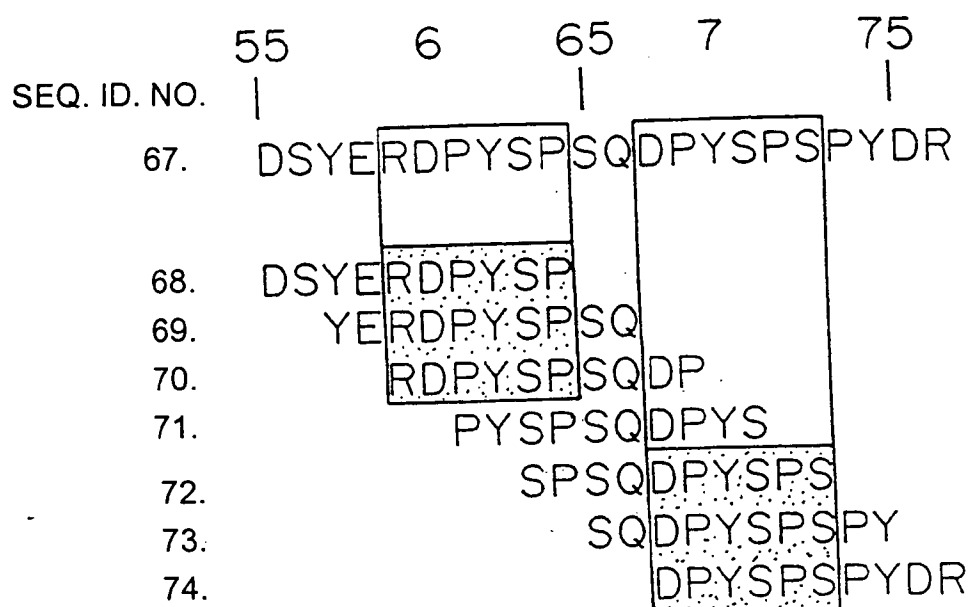 55 6 65 7 75
SEQ. ID. NO.
67. DSYERDPYSPSQDPYSPSPYDR
68. DSYERDPYSP
69. YERDPYSPSQ
70. RDPYSPSQDP
71. PYSPSQDPYS
72. SPSQDPYSPS
73. SQDPYSPSPY
74. DPYSPSPYDR